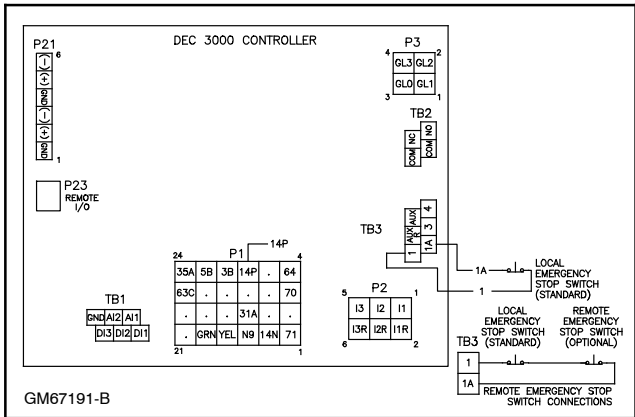 DEC 3000 CONTROLLER
P21
6
(-)
(+)
GND
(-)
(+)
GND
1
P23
REMOTE
I/O
P3
4 2
GL3 GL2
GL0 GL1
3 1
TB2
NC NO
COM COM
TB3
AUX AUX 4
R 3
1 1A
14P
24 P1 4
35A 5B 3B 14P . 64
63C . . . . 70
. . . 31A . .
. GRN YEL N9 14N 71
21 1
TB1
GND AI2 AI1
DI3 DI2 DI1
P2
5 1
I3 I2 I1
I3R I2R I1R
6 2
1A
1
LOCAL
EMERGENCY
STOP SWITCH
(STANDARD)
LOCAL
EMERGENCY
STOP SWITCH
(STANDARD)
REMOTE
EMERGENCY
STOP SWITCH
(OPTIONAL)
TB3
1
1A
REMOTE EMERGENCY STOP
SWITCH CONNECTIONS
GM67191-B